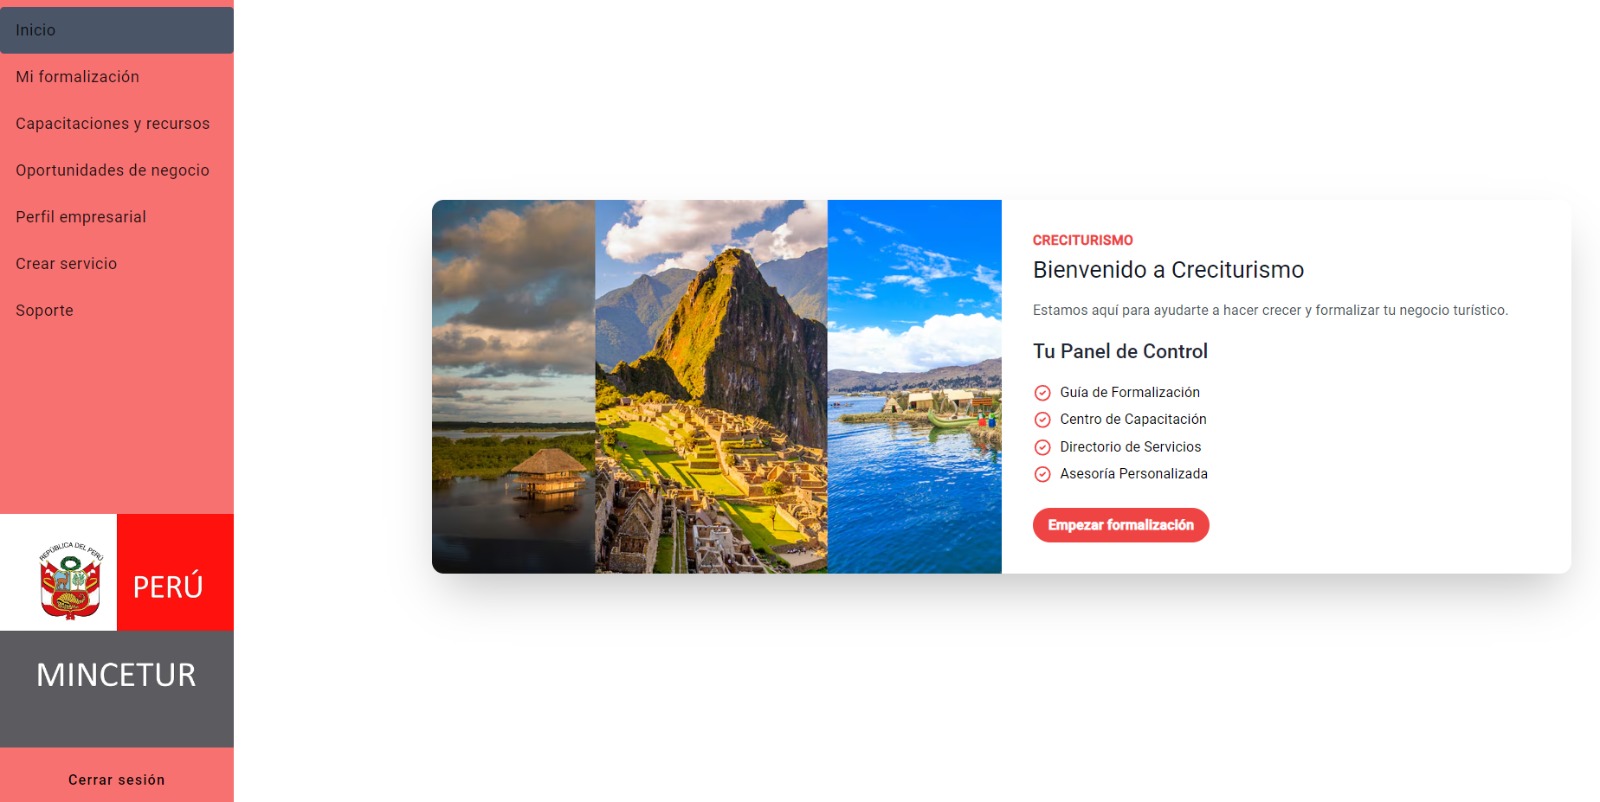 Inicio
Mi formalización
Capacitaciones y recursos
Oportunidades de negocio
Perfil empresarial
Crear servicio
Soporte
REPÚBLICA DEL PERÚ
PERÚ
MINCETUR
Cerrar sesión
CRECITURISMO
Bienvenido a Creciturismo
Estamos aquí para ayudarte a hacer crecer y formalizar tu negocio turístico.
Tu Panel de Control
Guía de Formalización
Centro de Capacitación
Directorio de Servicios
Asesoría Personalizada
Empezar formalización